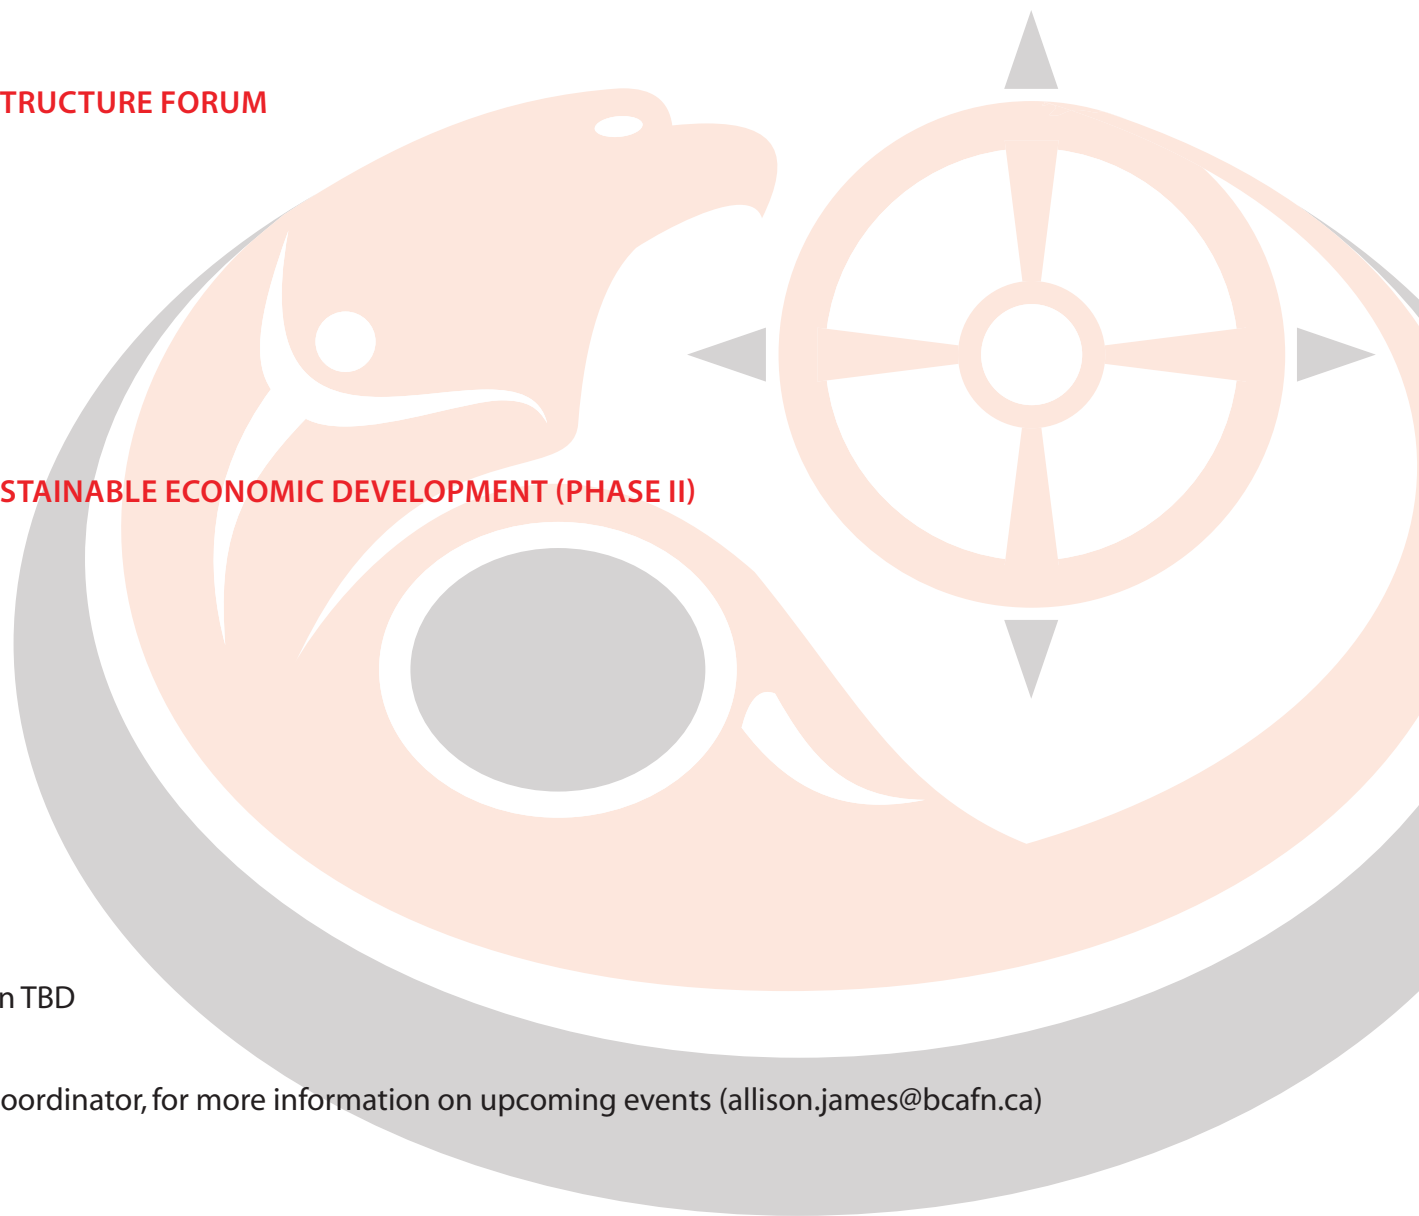 TRUCTURE FORUM
STAINABLE ECONOMIC DEVELOPMENT (PHASE II)
n TBD
oordinator, for more information on upcoming events (allison.james@bcafn.ca)